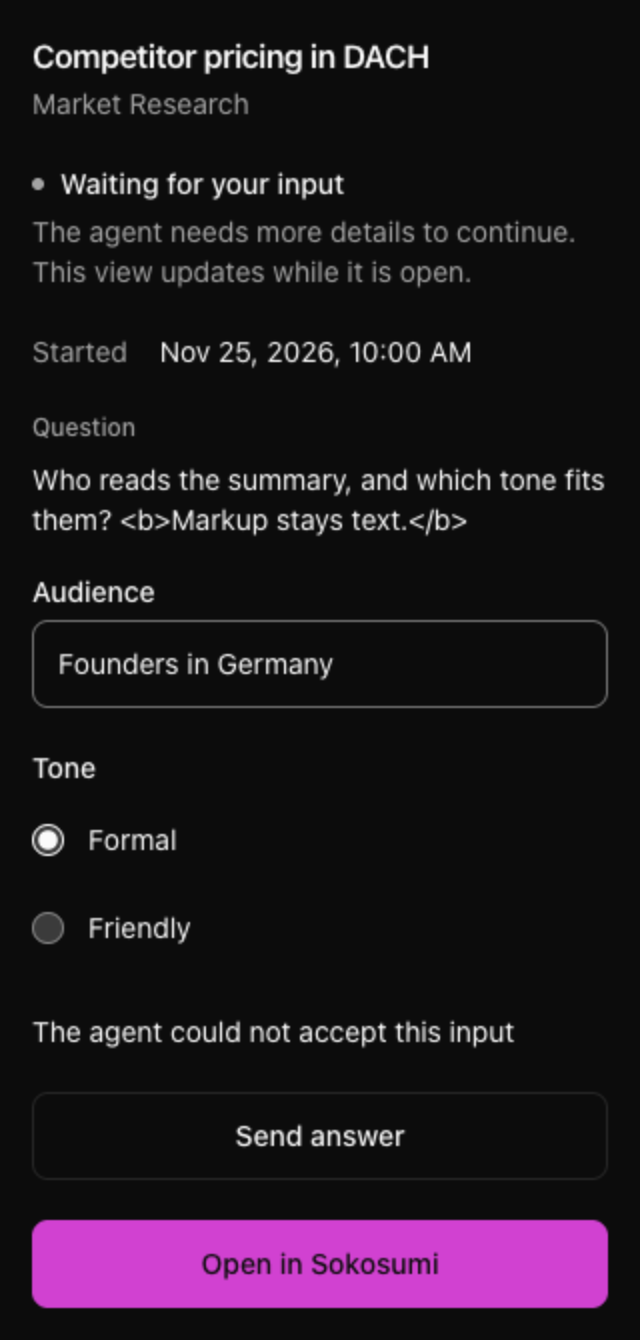 Competitor pricing in DACH
Market Research
Waiting for your input
The agent needs more details to continue.
This view updates while it is open.
Started Nov 25, 2026, 10:00 AM
Question
Who reads the summary, and which tone fits
them? <b>Markup stays text.</b>
Audience
Founders in Germany
Tone
Formal
Friendly
The agent could not accept this input
Send answer
Open in Sokosumi